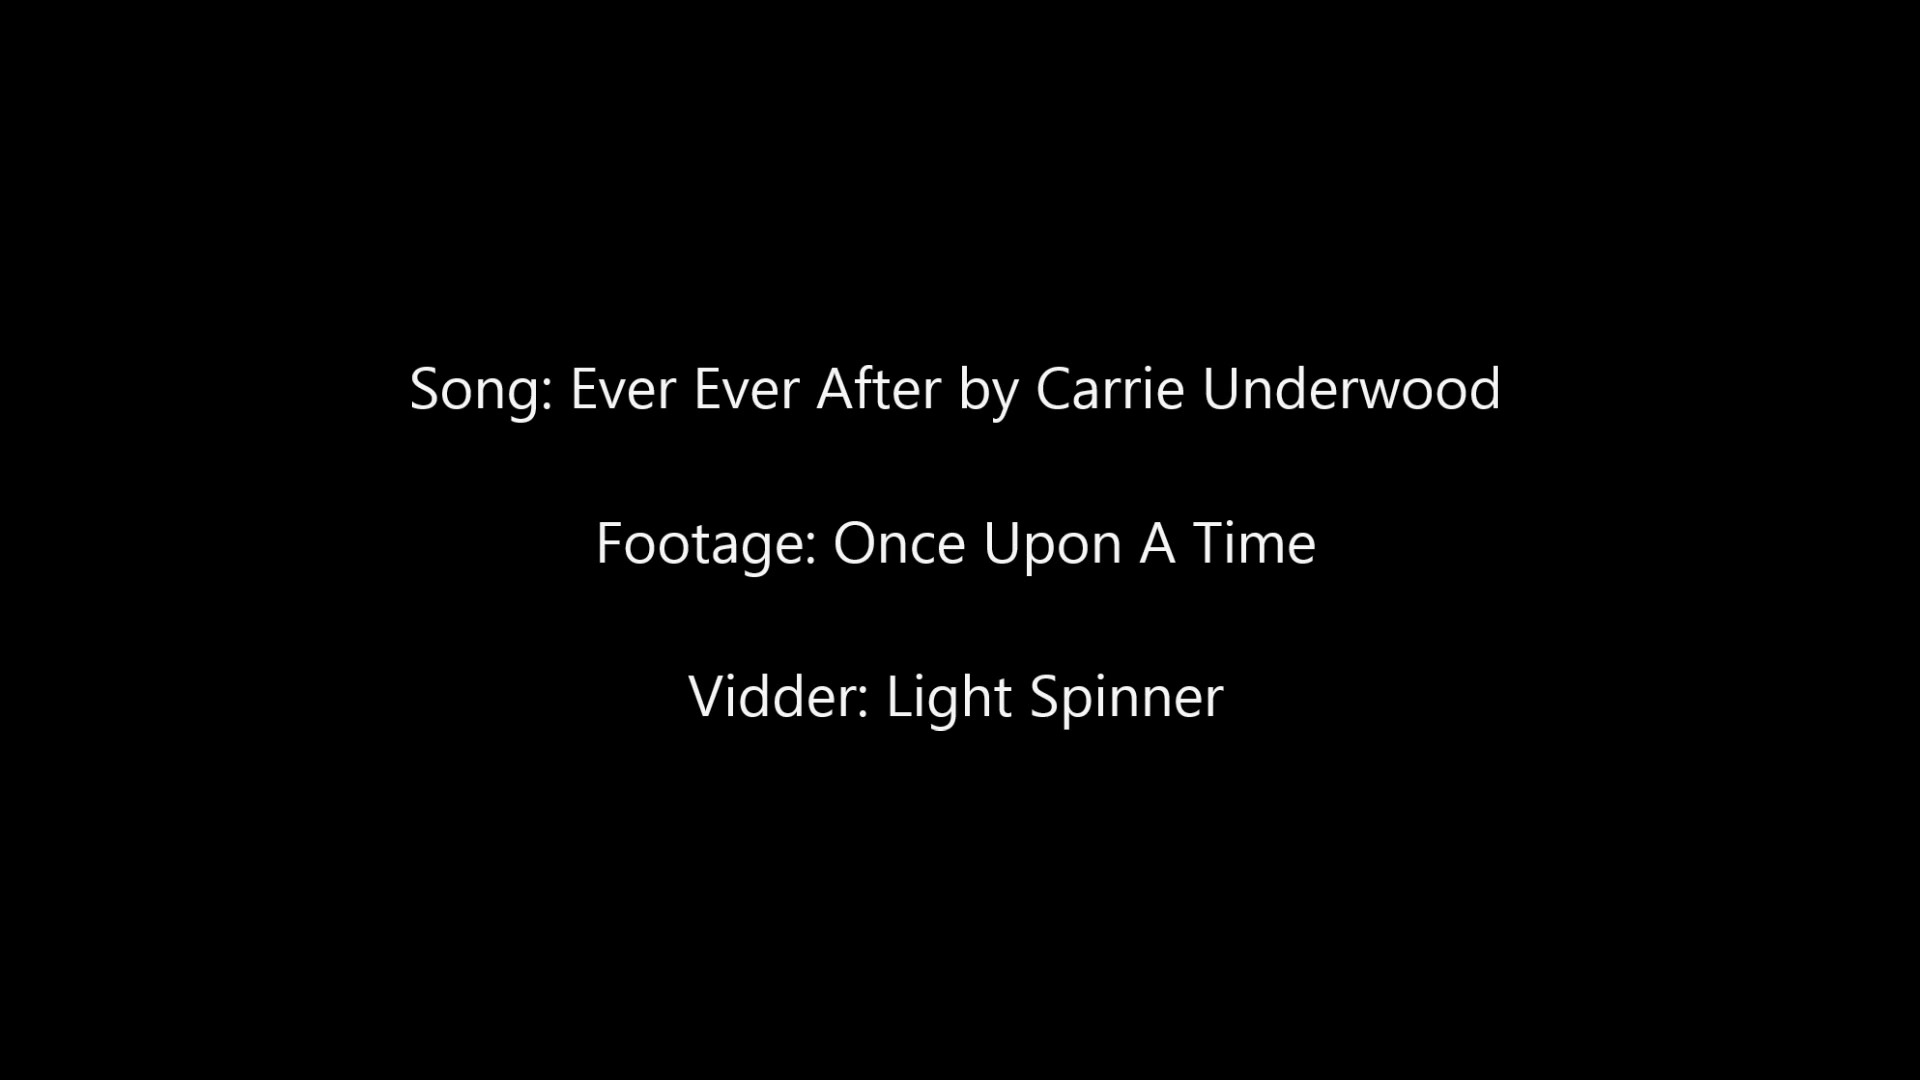 Song: Ever Ever After by Carrie Underwood
Footage: Once Upon A Time
Vidder: Light Spinner